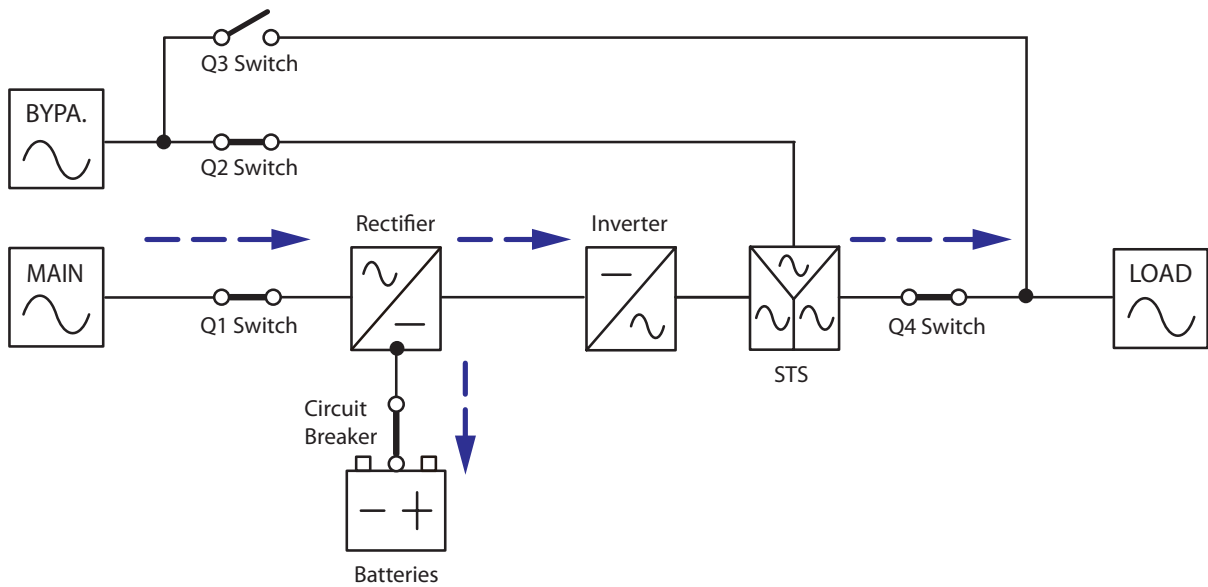 Q3 Switch
BYPA.
Q2 Switch
Rectifier
Inverter
MAIN
LOAD
Q1 Switch
Q4 Switch
STS
Circuit
Breaker
Batteries